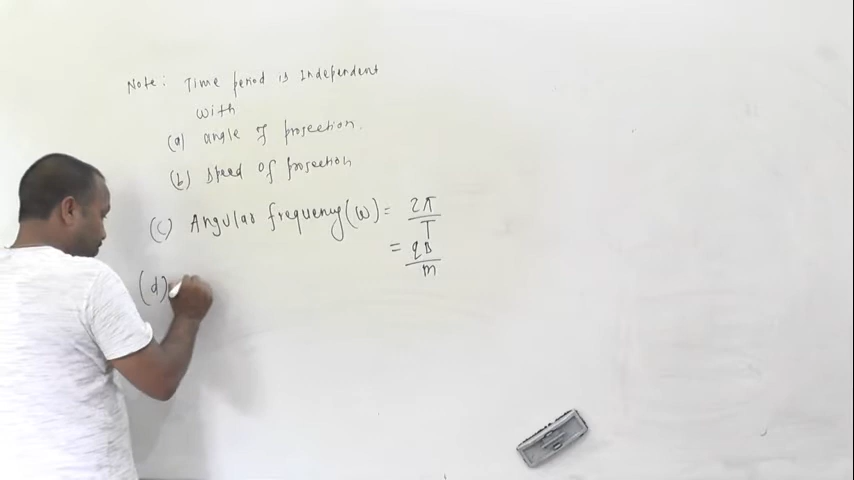 Note: Time period is Independent
with
(a) angle of projection.
(b) speed of projection
(c) Angular frequency (ω) = 2π/T
= qB/m
(d)